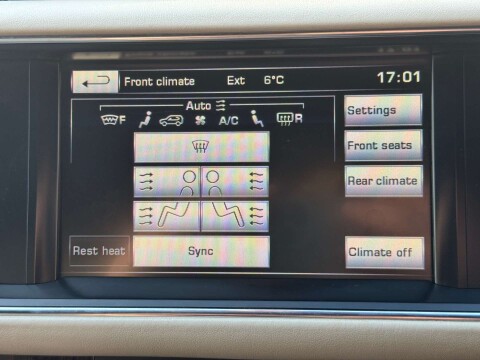 Front climate Ext 6°C 17:01
Auto
F A/C R
Settings
Front seats
Rear climate
Rest heat Sync Climate off